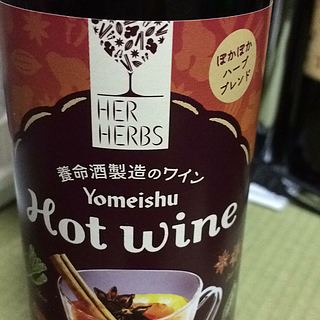 HER
HERBS
ぽかぽか
ハーブ
ブレンド
養命酒製造のワイン
Yomeishu
Hot wine